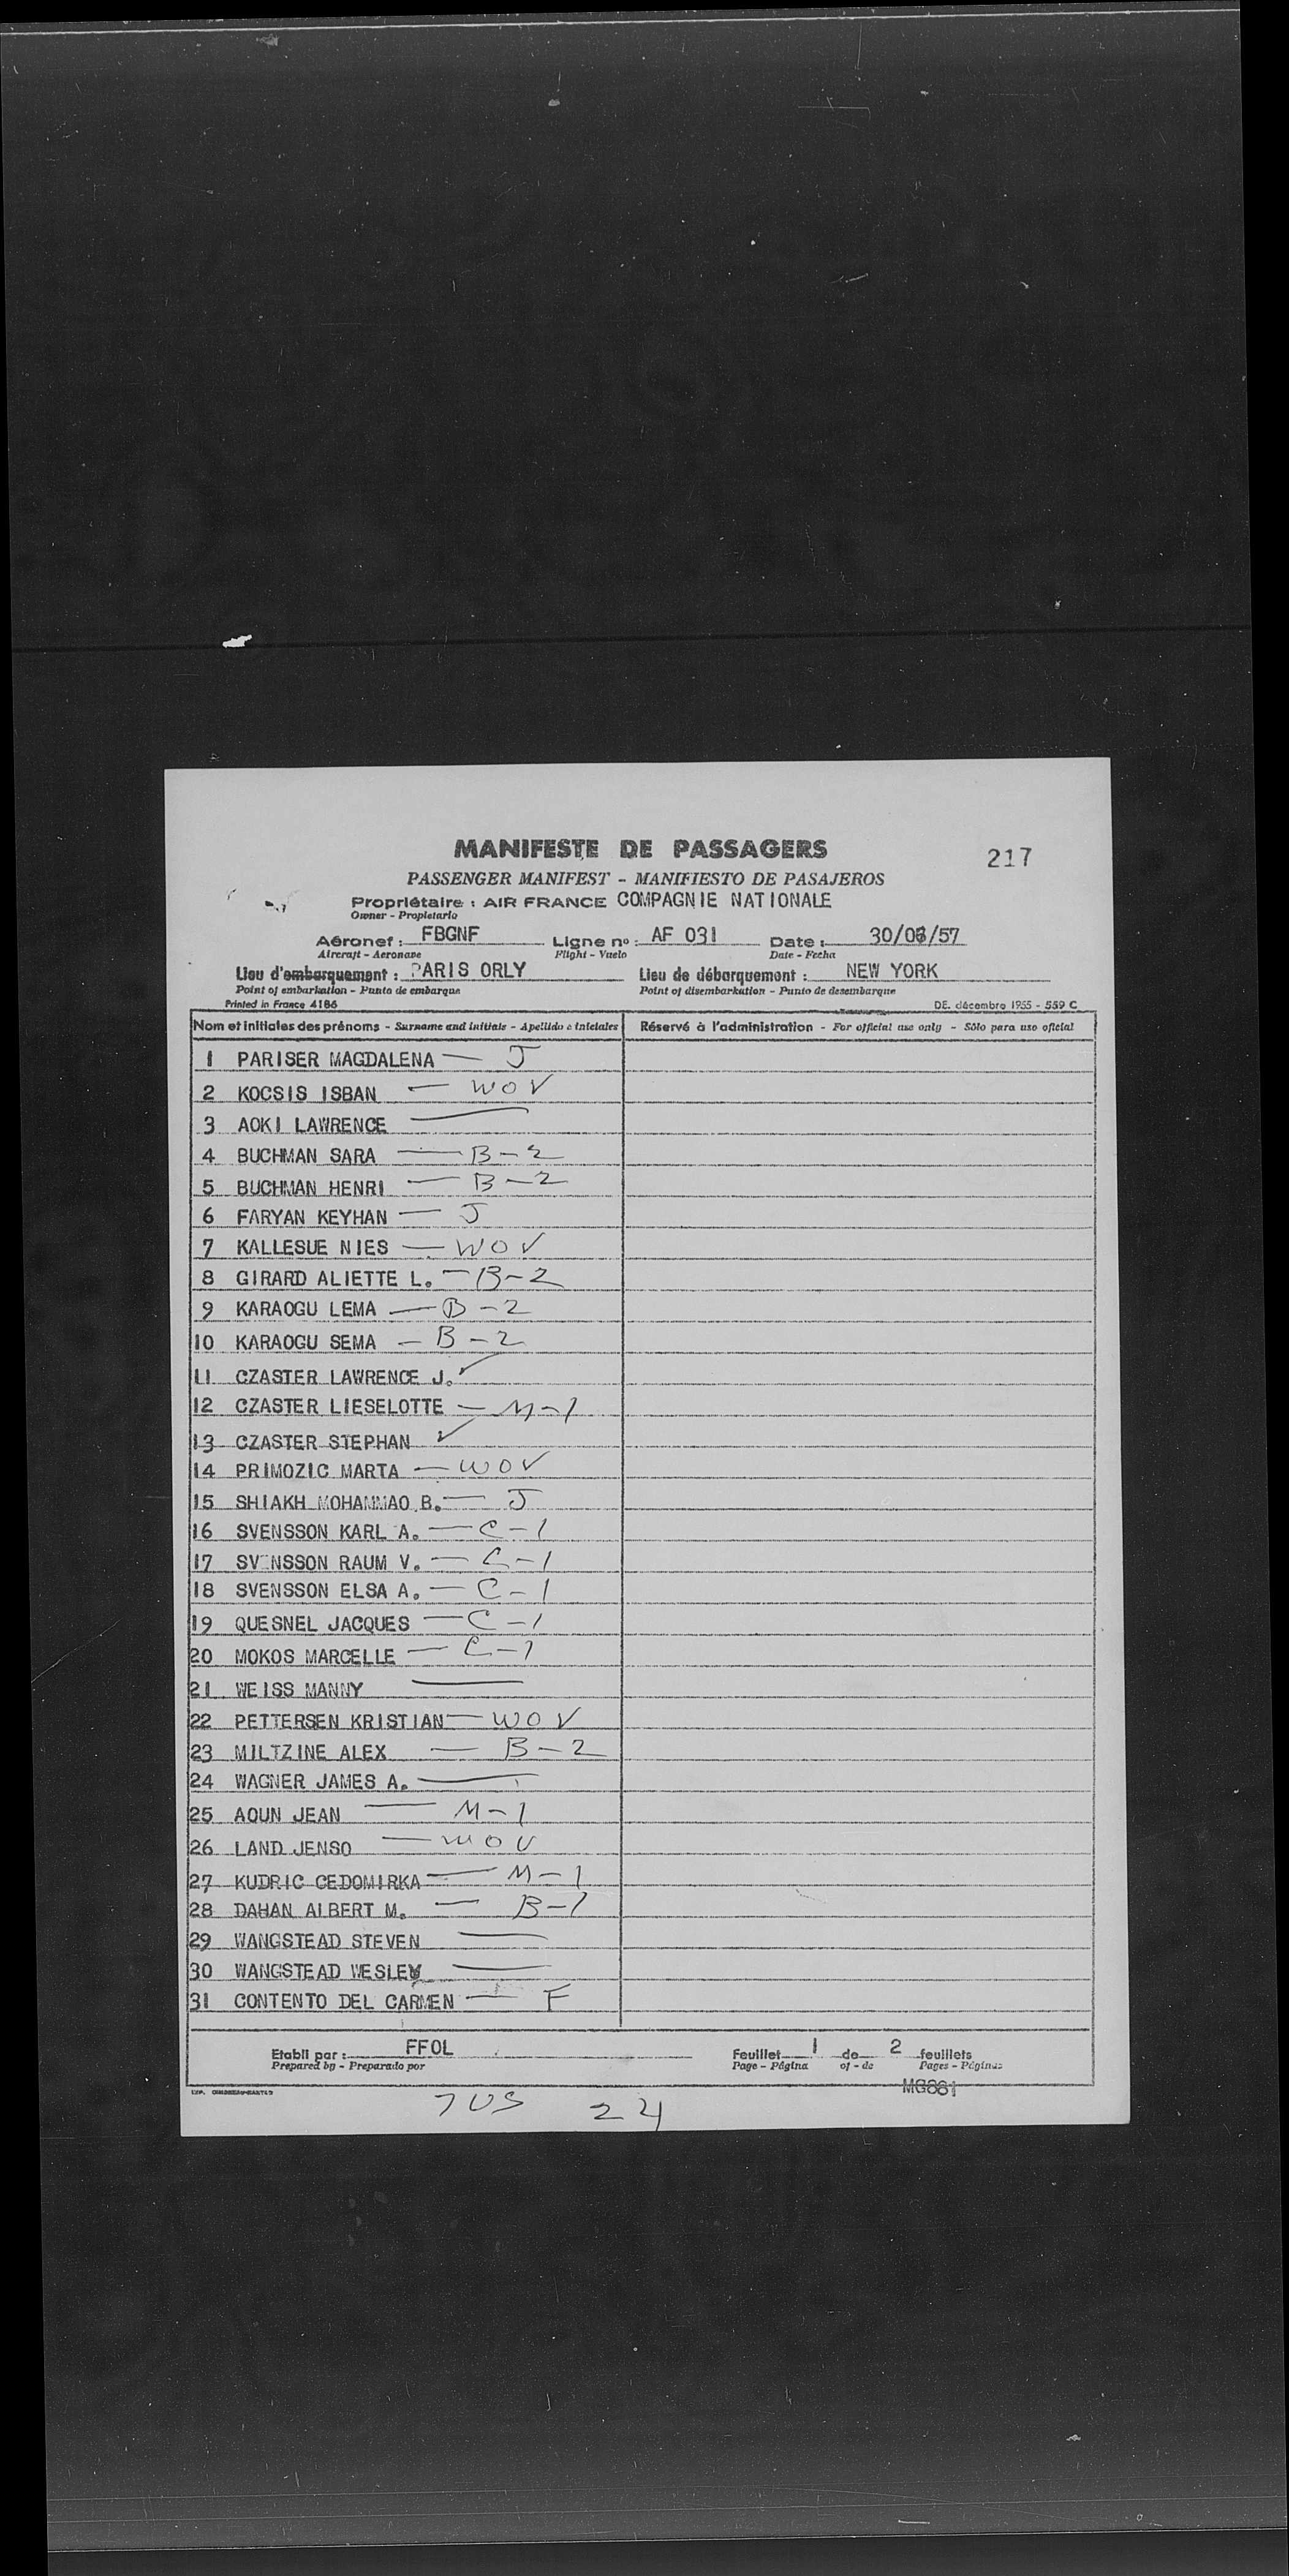 MANIFESTE DE PASSAGERS
217
PASSENGER MANIFEST - MANIFIESTO DE PASAJEROS
Propriétaire : AIR FRANCE COMPAGNIE NATIONALE
Owner - Propietario
Aéronef : FBGNF Ligne nº : AF 031 Date : 30/08/57
Aircraft - Aeronave Flight - Vuelo Date - Fecha
Lieu d'embarquement : PARIS ORLY Lieu de débarquement : NEW YORK
Point of embarkation - Punto de embarque Point of disembarkation - Punto de desembarque
Printed in France 4186 DE. décembre 1955 - 559 C
Nom et initiales des prénoms - Surname and initials - Apellido e iniciales Réservé à l'administration - For official use only - Sólo para uso oficial
1 PARISER MAGDALENA — J
2 KOCSIS ISBAN — WOV
3 AOKI LAWRENCE —
4 BUCHMAN SARA — B-2
5 BUCHMAN HENRI — B-2
6 FARYAN KEYHAN — J
7 KALLESUE NIES — WOV
8 GIRARD ALIETTE L. — B-2
9 KARAOGU LEMA — B-2
10 KARAOGU SEMA — B-2
11 CZASTER LAWRENCE J. ✓
12 CZASTER LIESELOTTE — M-1
13 CZASTER STEPHAN ✓
14 PRIMOZIC MARTA — WOV
15 SHIAKH MOHAMMAO B. — J
16 SVENSSON KARL A. — C-1
17 SVENSSON RAUM V. — C-1
18 SVENSSON ELSA A. — C-1
19 QUESNEL JACQUES — C-1
20 MOKOS MARCELLE — C-1
21 WEISS MANNY —
22 PETTERSEN KRISTIAN — WOV
23 MILTZINE ALEX — B-2
24 WAGNER JAMES A. —
25 AOUN JEAN — M-1
26 LAND JENSO — WOV
27 KUDRIC CEDOMIRKA — M-1
28 DAHAN ALBERT M. — B-1
29 WANGSTEAD STEVEN —
30 WANGSTEAD WESLEY —
31 CONTENTO DEL CARMEN — F
Etabli par : FFOL Feuillet 1 de 2 feuillets
Prepared by - Preparado por Page - Página of - de Pages - Páginas
MG881
7 US 24